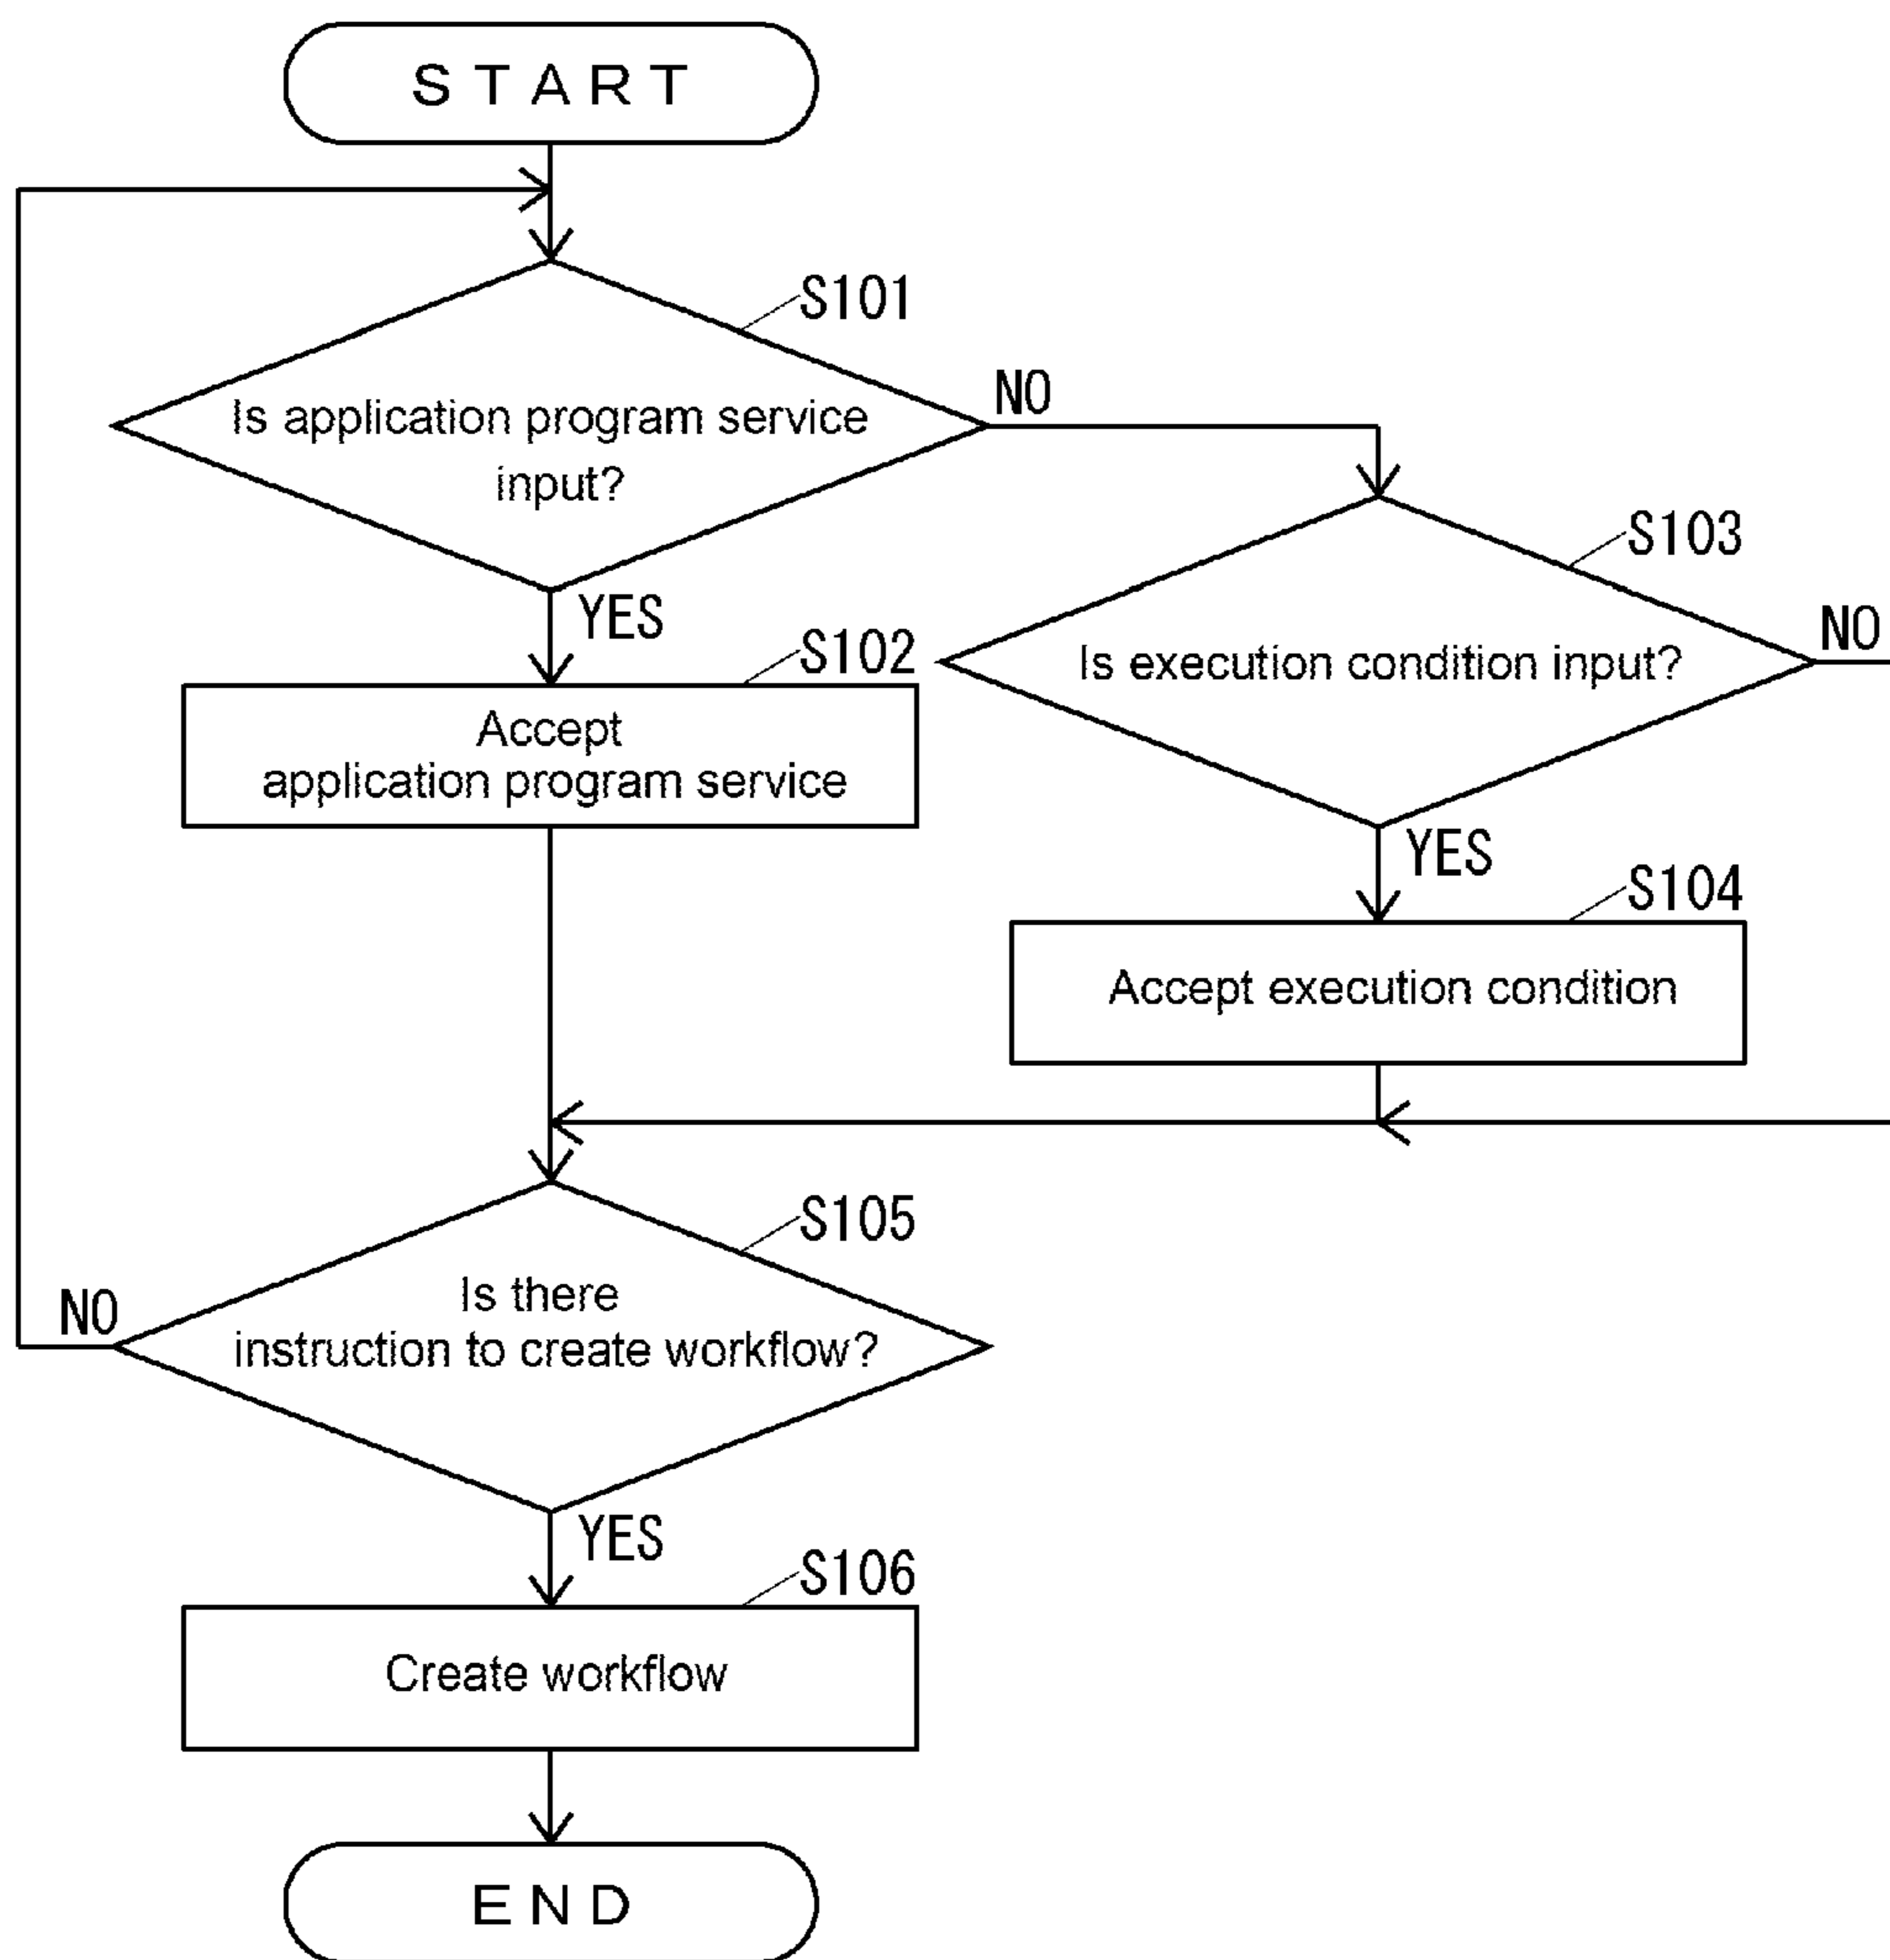 START
S101
NO
Is application program service
input?
YES
S103
NO
Is execution condition input?
S102
Accept
application program service
YES
S104
Accept execution condition
S105
NO
Is there
instruction to create workflow?
YES
S106
Create workflow
END